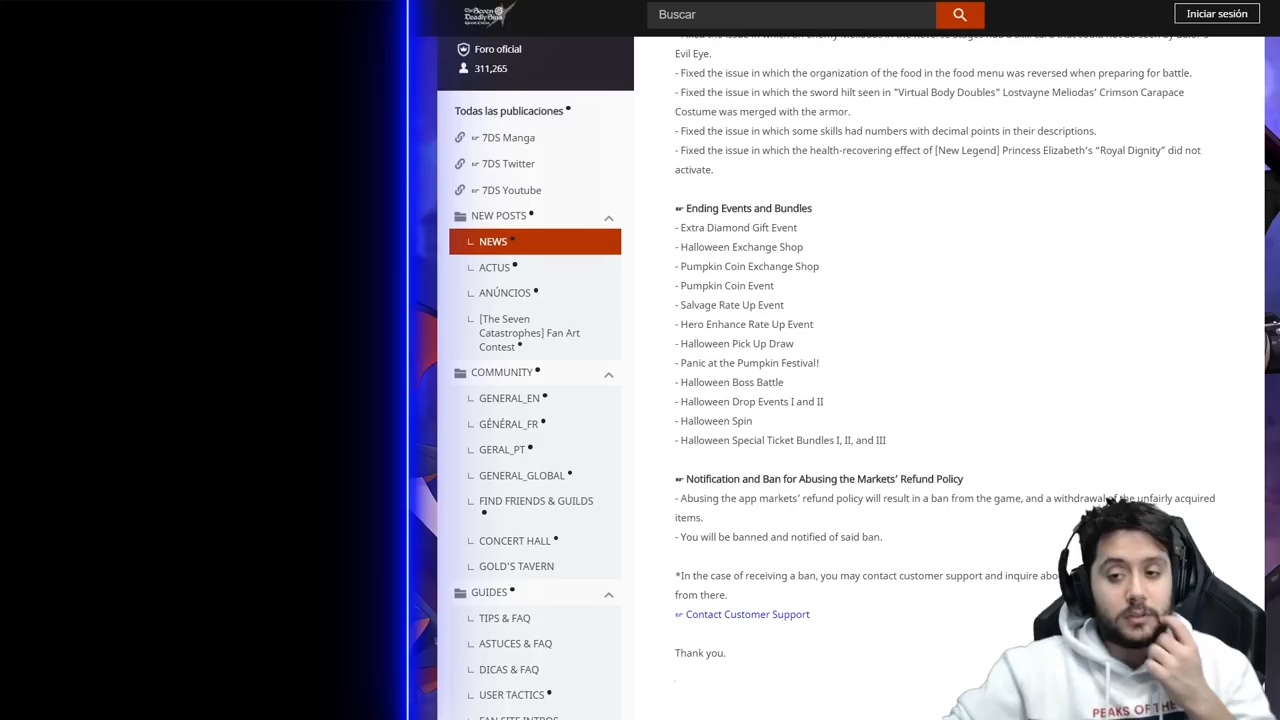 The Seven
Deadly Sins
Buscar
Iniciar sesión
Foro oficial
311,265
Todas las publicaciones
7DS Manga
7DS Twitter
7DS Youtube
NEW POSTS
NEWS
ACTUS
ANÚNCIOS
[The Seven
Catastrophes] Fan Art
Contest
COMMUNITY
GENERAL_EN
GÉNÉRAL_FR
GERAL_PT
GENERAL_GLOBAL
FIND FRIENDS & GUILDS
CONCERT HALL
GOLD'S TAVERN
GUIDES
TIPS & FAQ
ASTUCES & FAQ
DICAS & FAQ
USER TACTICS
FAN SITE INTROS
Evil Eye.
- Fixed the issue in which the organization of the food in the food menu was reversed when preparing for battle.
- Fixed the issue in which the sword hilt seen in "Virtual Body Doubles" Lostvayne Meliodas' Crimson Carapace
Costume was merged with the armor.
- Fixed the issue in which some skills had numbers with decimal points in their descriptions.
- Fixed the issue in which the health-recovering effect of [New Legend] Princess Elizabeth's “Royal Dignity” did not
activate.
☞ Ending Events and Bundles
- Extra Diamond Gift Event
- Halloween Exchange Shop
- Pumpkin Coin Exchange Shop
- Pumpkin Coin Event
- Salvage Rate Up Event
- Hero Enhance Rate Up Event
- Halloween Pick Up Draw
- Panic at the Pumpkin Festival!
- Halloween Boss Battle
- Halloween Drop Events I and II
- Halloween Spin
- Halloween Special Ticket Bundles I, II, and III
☞ Notification and Ban for Abusing the Markets' Refund Policy
- Abusing the app markets' refund policy will result in a ban from the game, and a withdrawal of the unfairly acquired
items.
- You will be banned and notified of said ban.
*In the case of receiving a ban, you may contact customer support and inquire
from there.
☞ Contact Customer Support
Thank you.
PEAKS OF THE